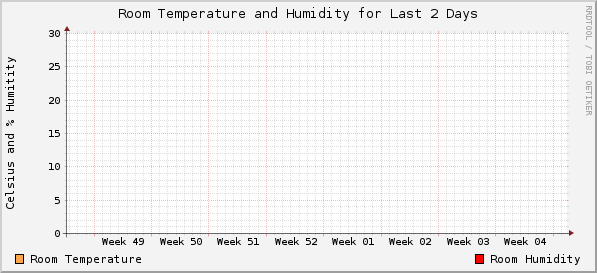 Room Temperature and Humidity for Last 2 Days
RRDTOOL / TOBI OETIKER
Celsius and % Humitity
30
25
20
15
10
5
0
Week 49 Week 50 Week 51 Week 52 Week 01 Week 02 Week 03 Week 04
Room Temperature Room Humidity